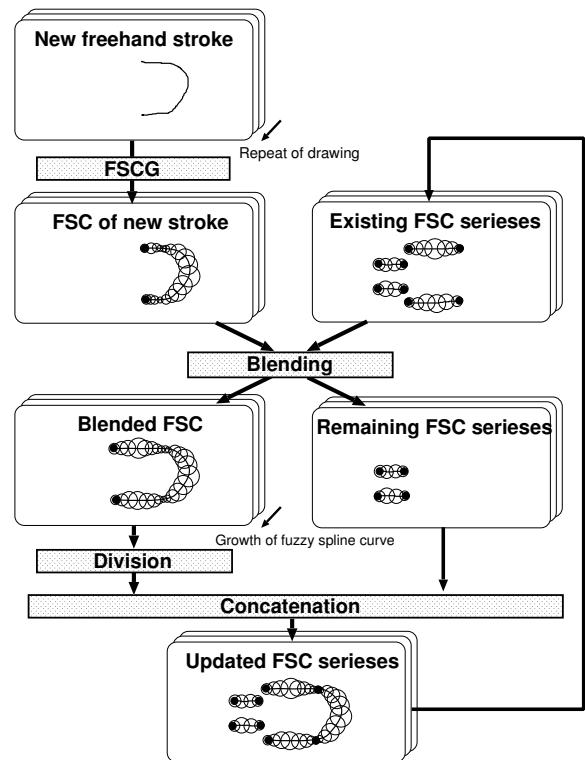 New freehand stroke
Repeat of drawing
FSCG
FSC of new stroke
Existing FSC serieses
Blending
Blended FSC
Remaining FSC serieses
Growth of fuzzy spline curve
Division
Concatenation
Updated FSC serieses